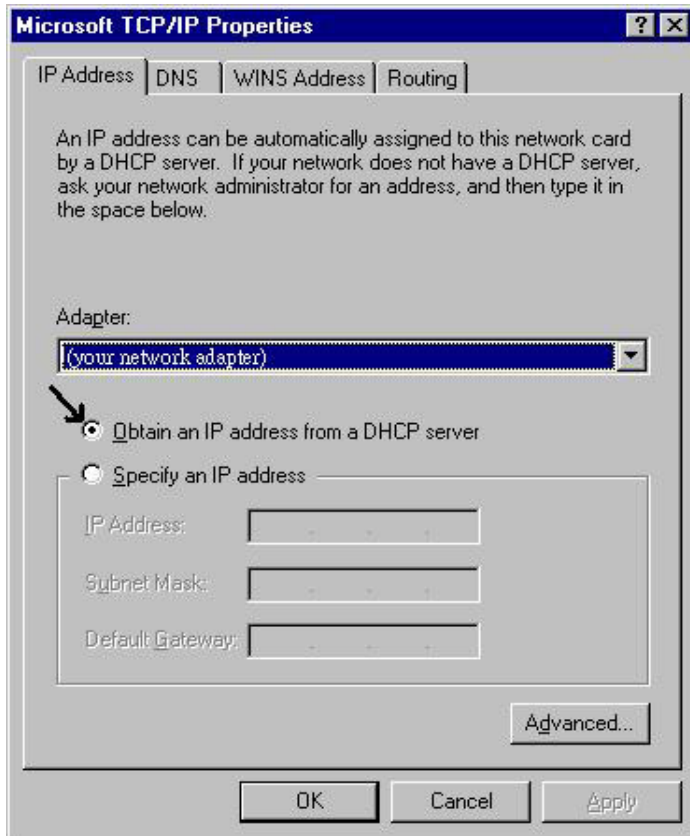 Microsoft TCP/IP Properties
IP Address DNS WINS Address Routing
An IP address can be automatically assigned to this network card
by a DHCP server. If your network does not have a DHCP server,
ask your network administrator for an address, and then type it in
the space below.
Adapter:
(your network adapter)
Obtain an IP address from a DHCP server
Specify an IP address
IP Address:
Subnet Mask:
Default Gateway:
Advanced...
OK Cancel Apply